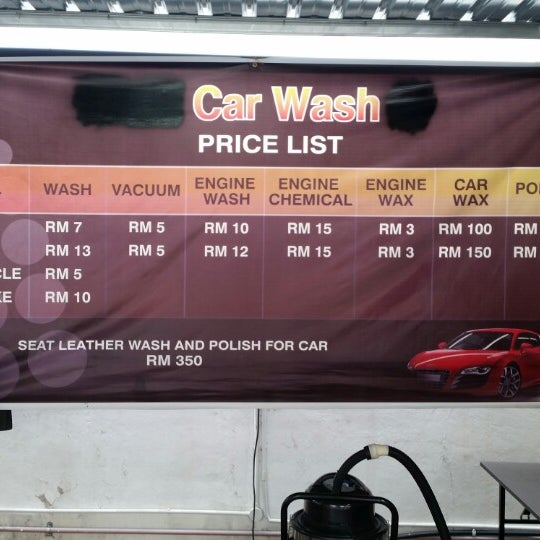 Car Wash
PRICE LIST
WASH VACUUM ENGINE WASH ENGINE CHEMICAL ENGINE WAX CAR WAX
RM 7 RM 5 RM 10 RM 15 RM 3 RM 100 RM
RM 13 RM 5 RM 12 RM 15 RM 3 RM 150 RM
RM 5
RM 10
SEAT LEATHER WASH AND POLISH FOR CAR
RM 350